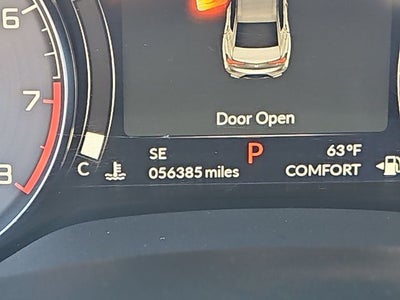 6
7
8
Door Open
SE P 63°F
C 056385 miles COMFORT